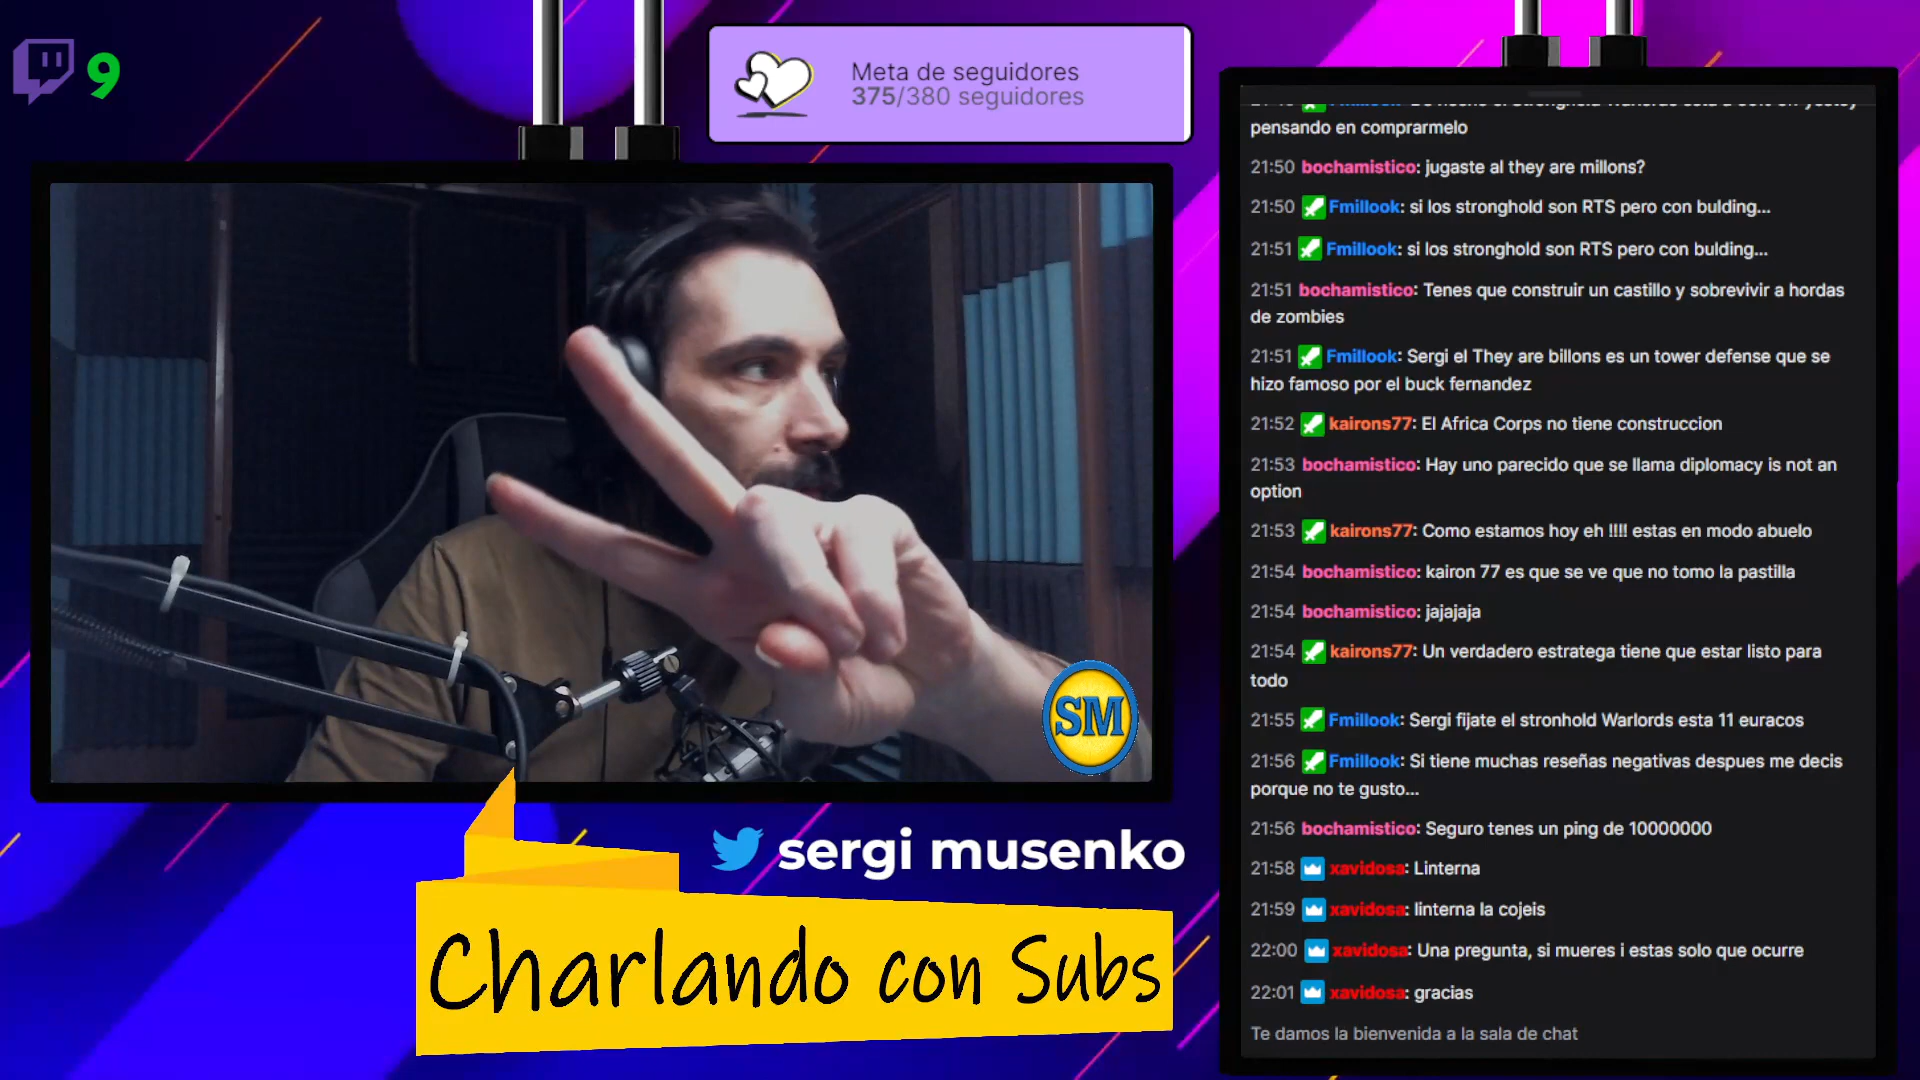 9
Meta de seguidores
375/380 seguidores
SM
sergi musenko
Charlando con Subs
pensando en comprarmelo
21:50 bochamistico: jugaste al they are millons?
21:50 Fmillook: si los stronghold son RTS pero con bulding...
21:51 Fmillook: si los stronghold son RTS pero con bulding...
21:51 bochamistico: Tenes que construir un castillo y sobrevivir a hordas
de zombies
21:51 Fmillook: Sergi el They are billons es un tower defense que se
hizo famoso por el buck fernandez
21:52 kairons77: El Africa Corps no tiene construccion
21:53 bochamistico: Hay uno parecido que se llama diplomacy is not an
option
21:53 kairons77: Como estamos hoy eh !!!! estas en modo abuelo
21:54 bochamistico: kairon 77 es que se ve que no tomo la pastilla
21:54 bochamistico: jajajaja
21:54 kairons77: Un verdadero estratega tiene que estar listo para
todo
21:55 Fmillook: Sergi fijate el stronhold Warlords esta 11 euracos
21:56 Fmillook: Si tiene muchas reseñas negativas despues me decis
porque no te gusto...
21:56 bochamistico: Seguro tenes un ping de 10000000
21:58 xavidosa: Linterna
21:59 xavidosa: linterna la cojeis
22:00 xavidosa: Una pregunta, si mueres i estas solo que ocurre
22:01 xavidosa: gracias
Te damos la bienvenida a la sala de chat